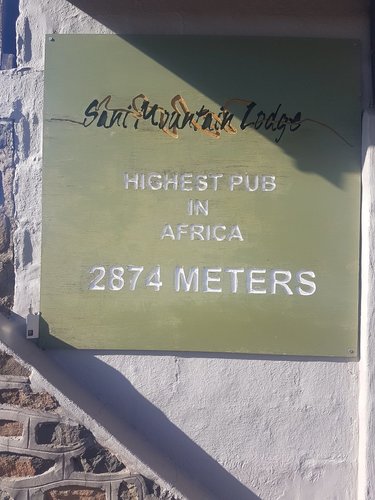 Sani Mountain Lodge
HIGHEST PUB
IN
AFRICA
2874 METERS